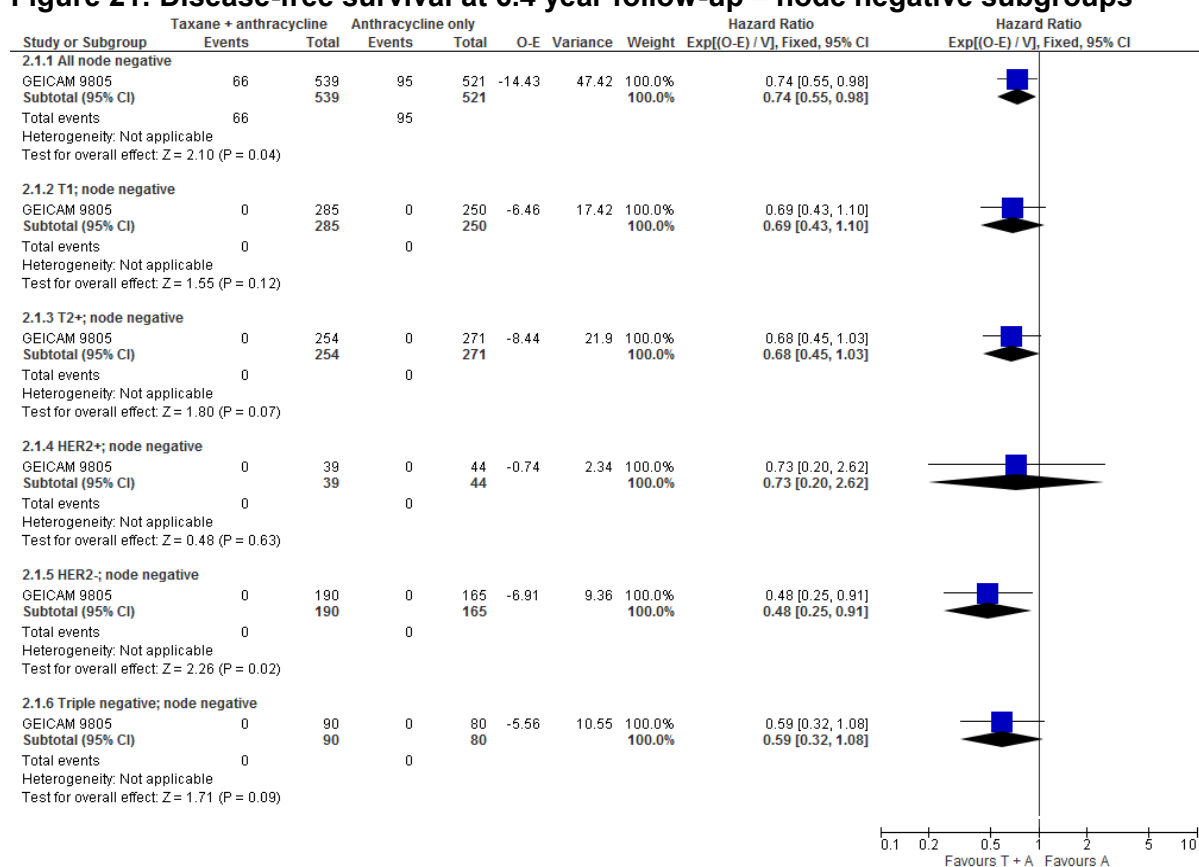 Figure 21: Disease-free survival at 6.4 year follow-up – node negative subgroups
Taxane + anthracycline Anthracycline only Hazard Ratio Hazard Ratio
Study or Subgroup Events Total Events Total O-E Variance Weight Exp[(O-E) / V], Fixed, 95% CI Exp[(O-E) / V], Fixed, 95% CI
2.1.1 All node negative
GEICAM 9805 66 539 95 521 -14.43 47.42 100.0% 0.74 [0.55, 0.98]
Subtotal (95% CI) 539 521 100.0% 0.74 [0.55, 0.98]
Total events 66 95
Heterogeneity: Not applicable
Test for overall effect: Z = 2.10 (P = 0.04)
2.1.2 T1; node negative
GEICAM 9805 0 285 0 250 -6.46 17.42 100.0% 0.69 [0.43, 1.10]
Subtotal (95% CI) 285 250 100.0% 0.69 [0.43, 1.10]
Total events 0 0
Heterogeneity: Not applicable
Test for overall effect: Z = 1.55 (P = 0.12)
2.1.3 T2+; node negative
GEICAM 9805 0 254 0 271 -8.44 21.9 100.0% 0.68 [0.45, 1.03]
Subtotal (95% CI) 254 271 100.0% 0.68 [0.45, 1.03]
Total events 0 0
Heterogeneity: Not applicable
Test for overall effect: Z = 1.80 (P = 0.07)
2.1.4 HER2+; node negative
GEICAM 9805 0 39 0 44 -0.74 2.34 100.0% 0.73 [0.20, 2.62]
Subtotal (95% CI) 39 44 100.0% 0.73 [0.20, 2.62]
Total events 0 0
Heterogeneity: Not applicable
Test for overall effect: Z = 0.48 (P = 0.63)
2.1.5 HER2-; node negative
GEICAM 9805 0 190 0 165 -6.91 9.36 100.0% 0.48 [0.25, 0.91]
Subtotal (95% CI) 190 165 100.0% 0.48 [0.25, 0.91]
Total events 0 0
Heterogeneity: Not applicable
Test for overall effect: Z = 2.26 (P = 0.02)
2.1.6 Triple negative; node negative
GEICAM 9805 0 90 0 80 -5.56 10.55 100.0% 0.59 [0.32, 1.08]
Subtotal (95% CI) 90 80 100.0% 0.59 [0.32, 1.08]
Total events 0 0
Heterogeneity: Not applicable
Test for overall effect: Z = 1.71 (P = 0.09)
0.1 0.2 0.5 1 2 5 10
Favours T + A Favours A